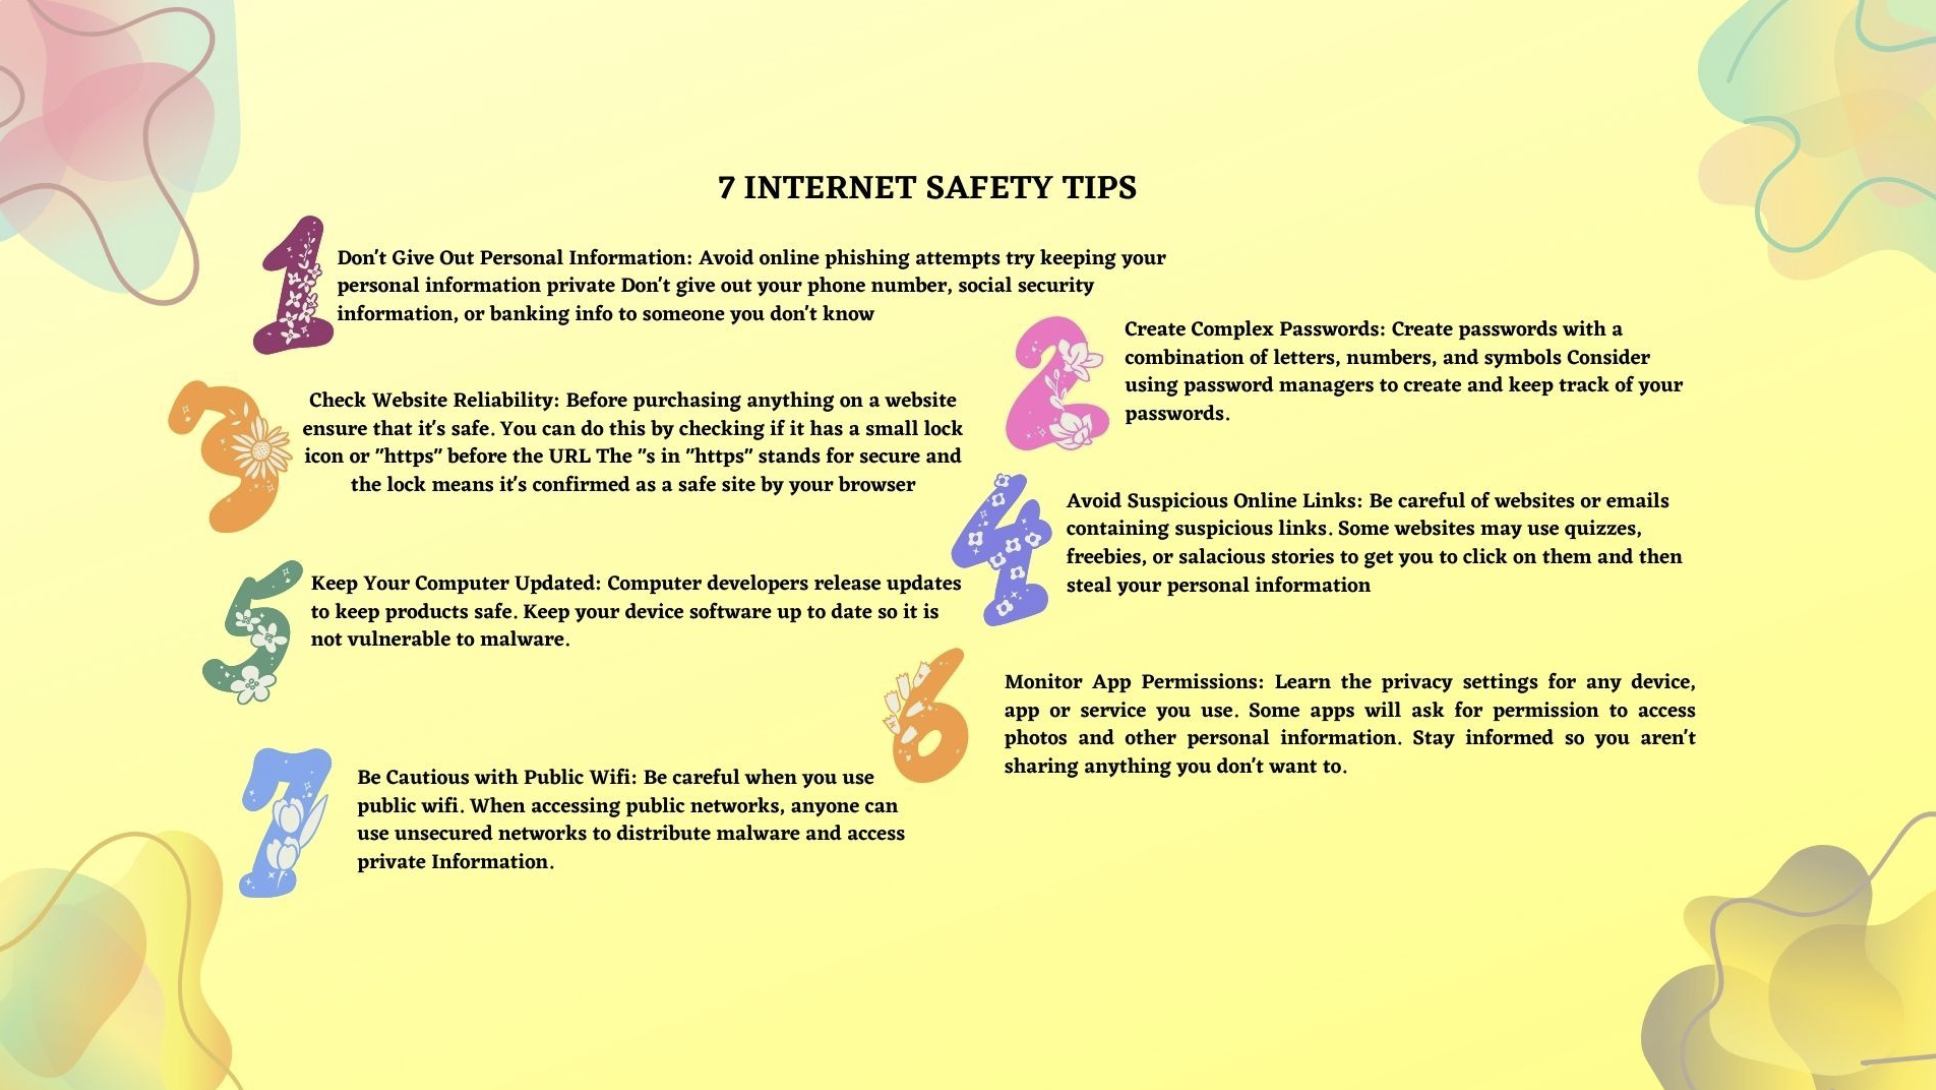 7 INTERNET SAFETY TIPS
1
Don't Give Out Personal Information: Avoid online phishing attempts try keeping your
personal information private Don't give out your phone number, social security
information, or banking info to someone you don't know
2
Create Complex Passwords: Create passwords with a
combination of letters, numbers, and symbols Consider
using password managers to create and keep track of your
passwords.
3
Check Website Reliability: Before purchasing anything on a website
ensure that it's safe. You can do this by checking if it has a small lock
icon or "https" before the URL The "s in "https" stands for secure and
the lock means it's confirmed as a safe site by your browser
4
Avoid Suspicious Online Links: Be careful of websites or emails
containing suspicious links. Some websites may use quizzes,
freebies, or salacious stories to get you to click on them and then
steal your personal information
5
Keep Your Computer Updated: Computer developers release updates
to keep products safe. Keep your device software up to date so it is
not vulnerable to malware.
6
Monitor App Permissions: Learn the privacy settings for any device,
app or service you use. Some apps will ask for permission to access
photos and other personal information. Stay informed so you aren't
sharing anything you don't want to.
7
Be Cautious with Public Wifi: Be careful when you use
public wifi. When accessing public networks, anyone can
use unsecured networks to distribute malware and access
private Information.